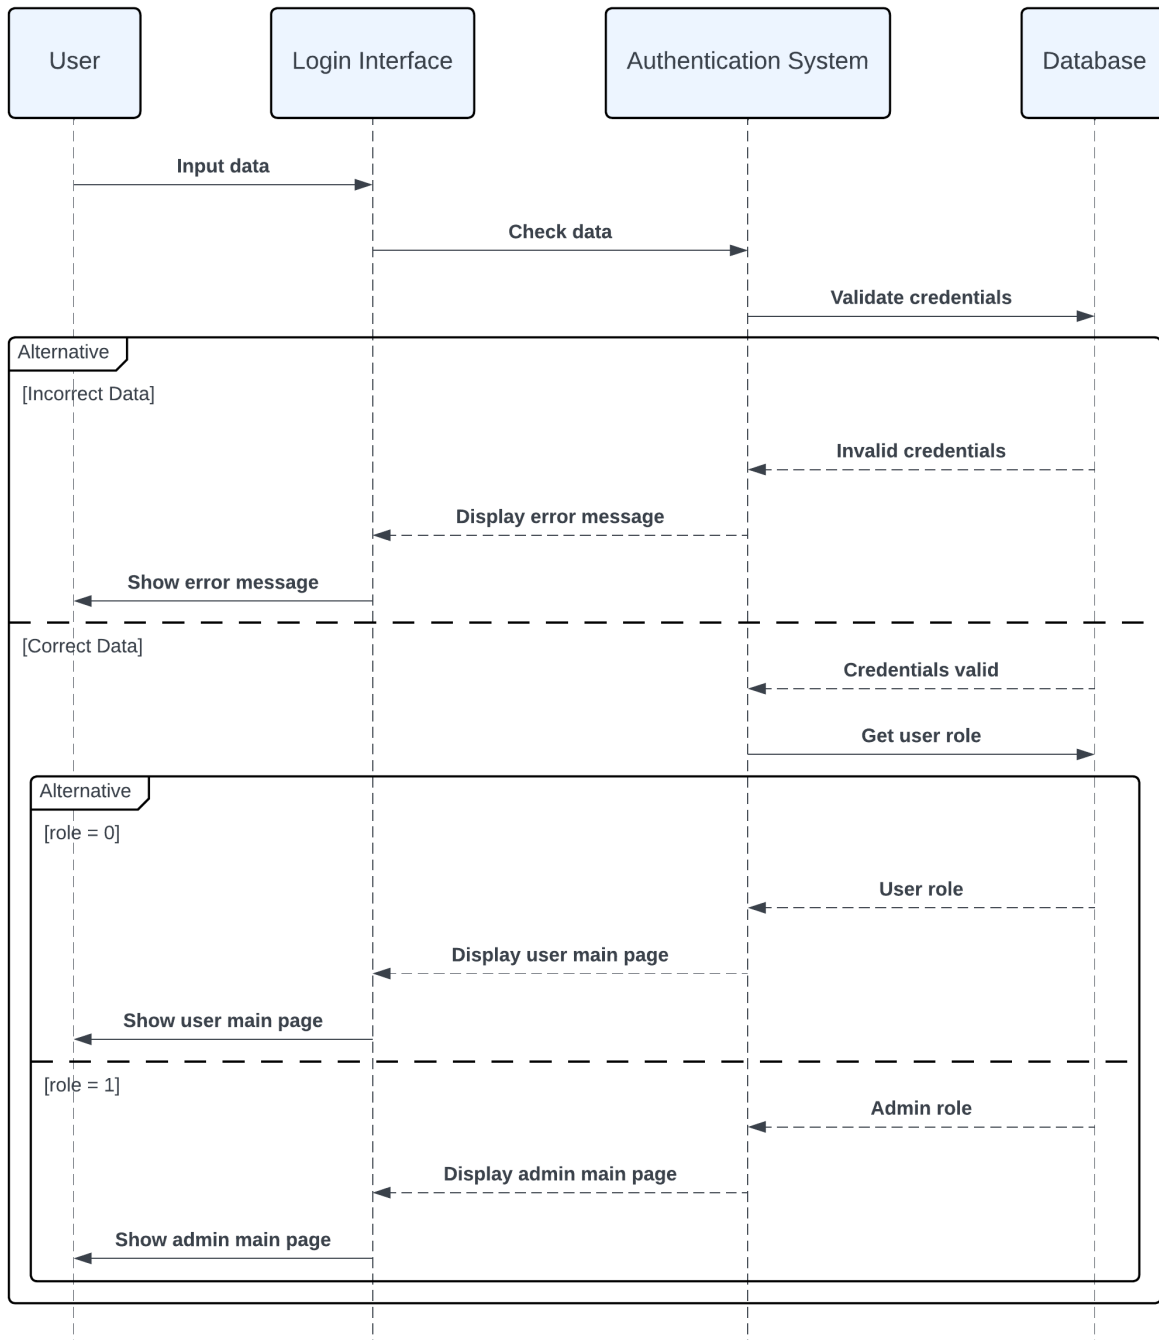 User
Login Interface
Authentication System
Database
Input data
Check data
Validate credentials
Alternative
[Incorrect Data]
Invalid credentials
Display error message
Show error message
[Correct Data]
Credentials valid
Get user role
Alternative
[role = 0]
User role
Display user main page
Show user main page
[role = 1]
Admin role
Display admin main page
Show admin main page